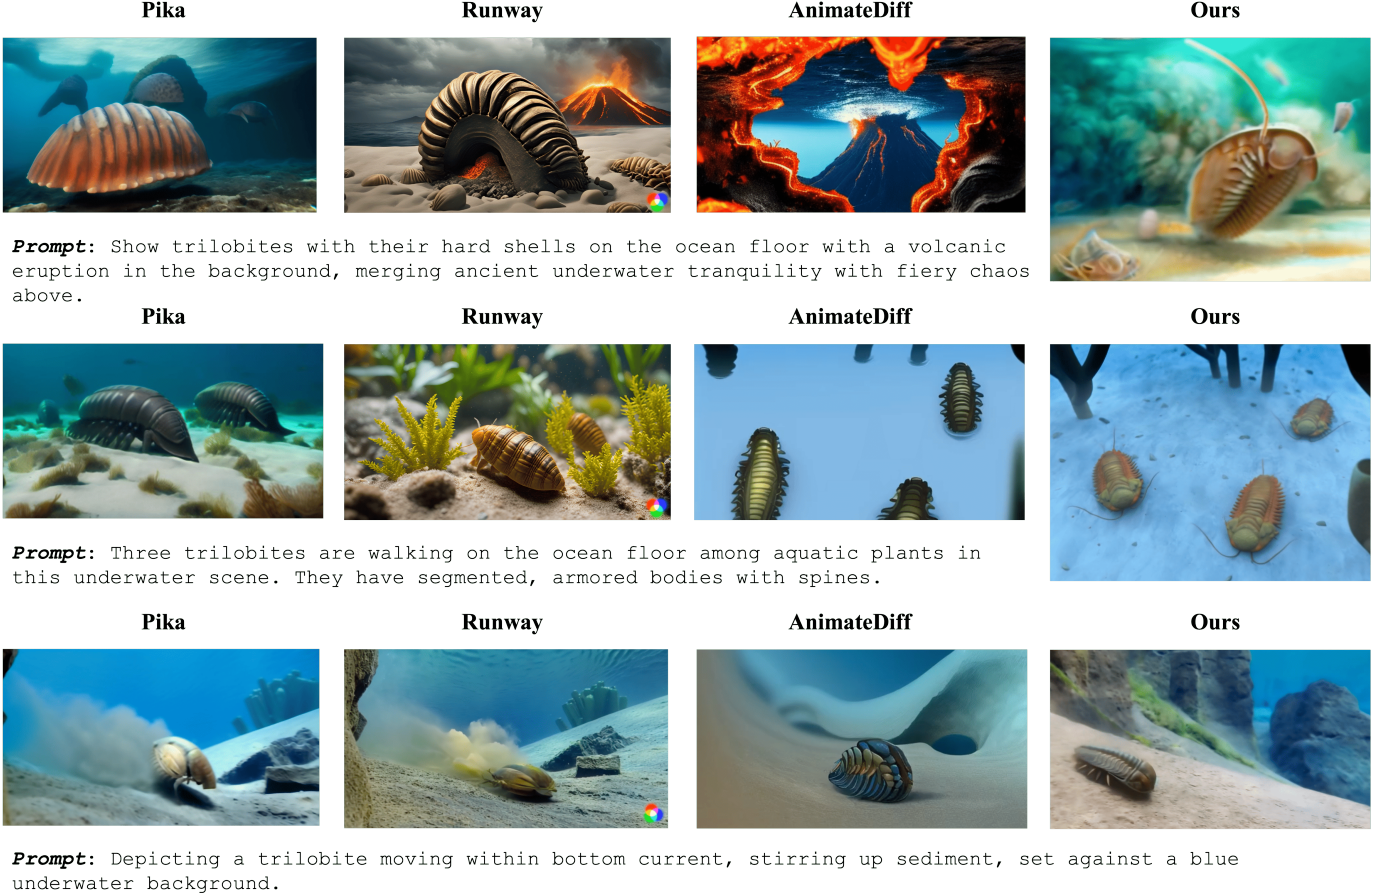 Pika Runway AnimateDiff Ours
Prompt: Show trilobites with their hard shells on the ocean floor with a volcanic
eruption in the background, merging ancient underwater tranquility with fiery chaos
above.
Pika Runway AnimateDiff Ours
Prompt: Three trilobites are walking on the ocean floor among aquatic plants in
this underwater scene. They have segmented, armored bodies with spines.
Pika Runway AnimateDiff Ours
Prompt: Depicting a trilobite moving within bottom current, stirring up sediment, set against a blue
underwater background.